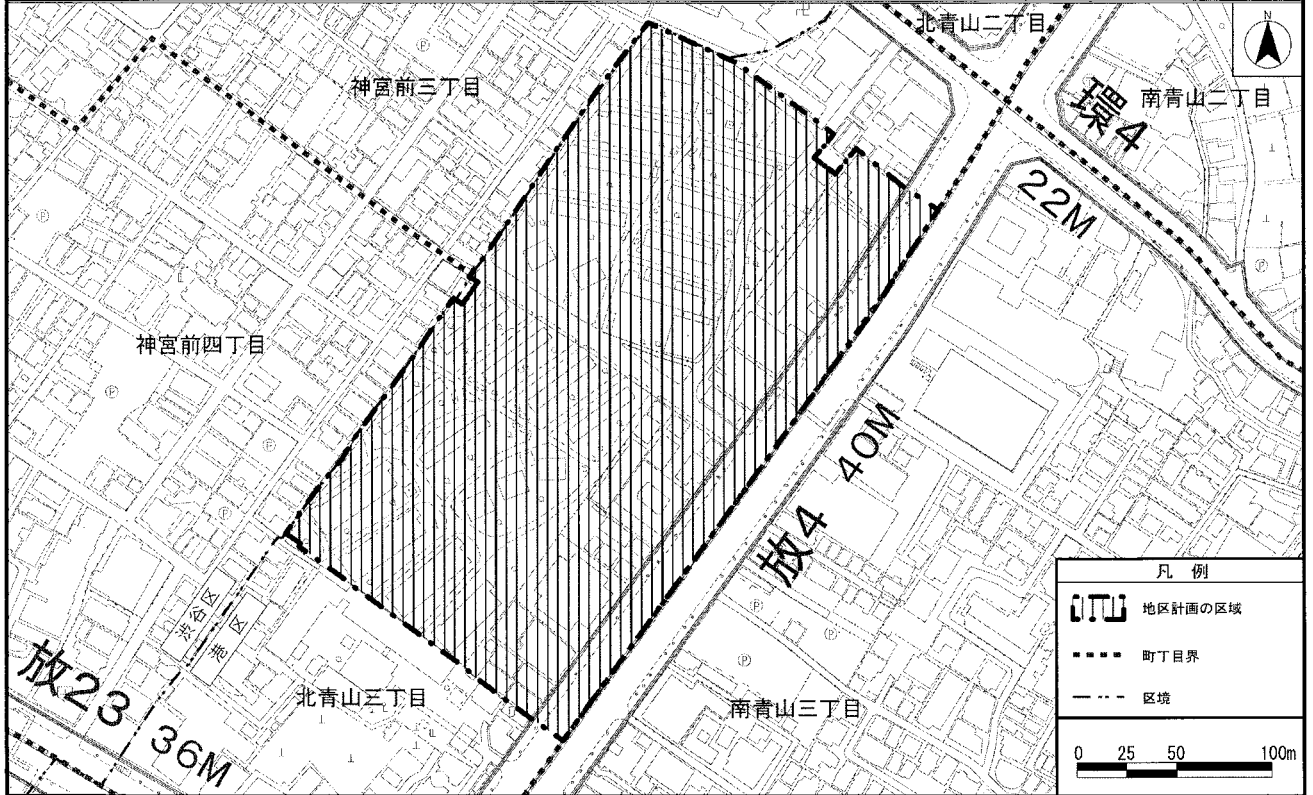 北青山二丁目
N
神宮前三丁目
南青山二丁目
環4
22M
神宮前四丁目
放4 40M
渋谷区
港区
北青山三丁目
南青山三丁目
放23 36M
凡 例
地区計画の区域
町丁目界
区境
0 25 50 100m
Ⓟ
Ⓟ
Ⓟ
Ⓟ
Ⓟ
Ⓟ
Ⓟ
Ⓟ
Ⓟ